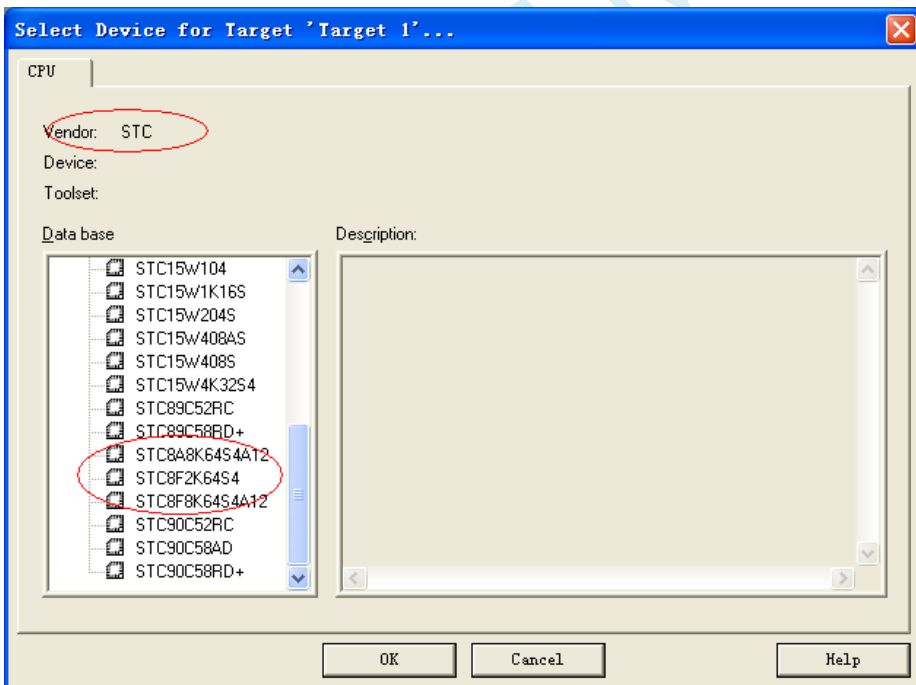 Select Device for Target 'Target 1'...
CPU
Vendor: STC
Device:
Toolset:
Data base
Description:
STC15W104
STC15W1K16S
STC15W204S
STC15W408AS
STC15W408S
STC15W4K32S4
STC89C52RC
STC89C58RD+
STC8A8K64S4A12
STC8F2K64S4
STC8F8K64S4A12
STC90C52RC
STC90C58AD
STC90C58RD+
OK Cancel Help